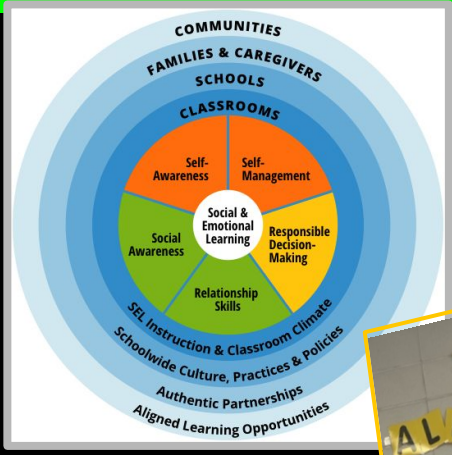 COMMUNITIES
FAMILIES & CAREGIVERS
SCHOOLS
CLASSROOMS
Self-
Awareness
Self-
Management
Social &
Emotional
Learning
Social
Awareness
Responsible
Decision-
Making
Relationship
Skills
SEL Instruction & Classroom Climate
Schoolwide Culture, Practices & Policies
Authentic Partnerships
Aligned Learning Opportunities
AL